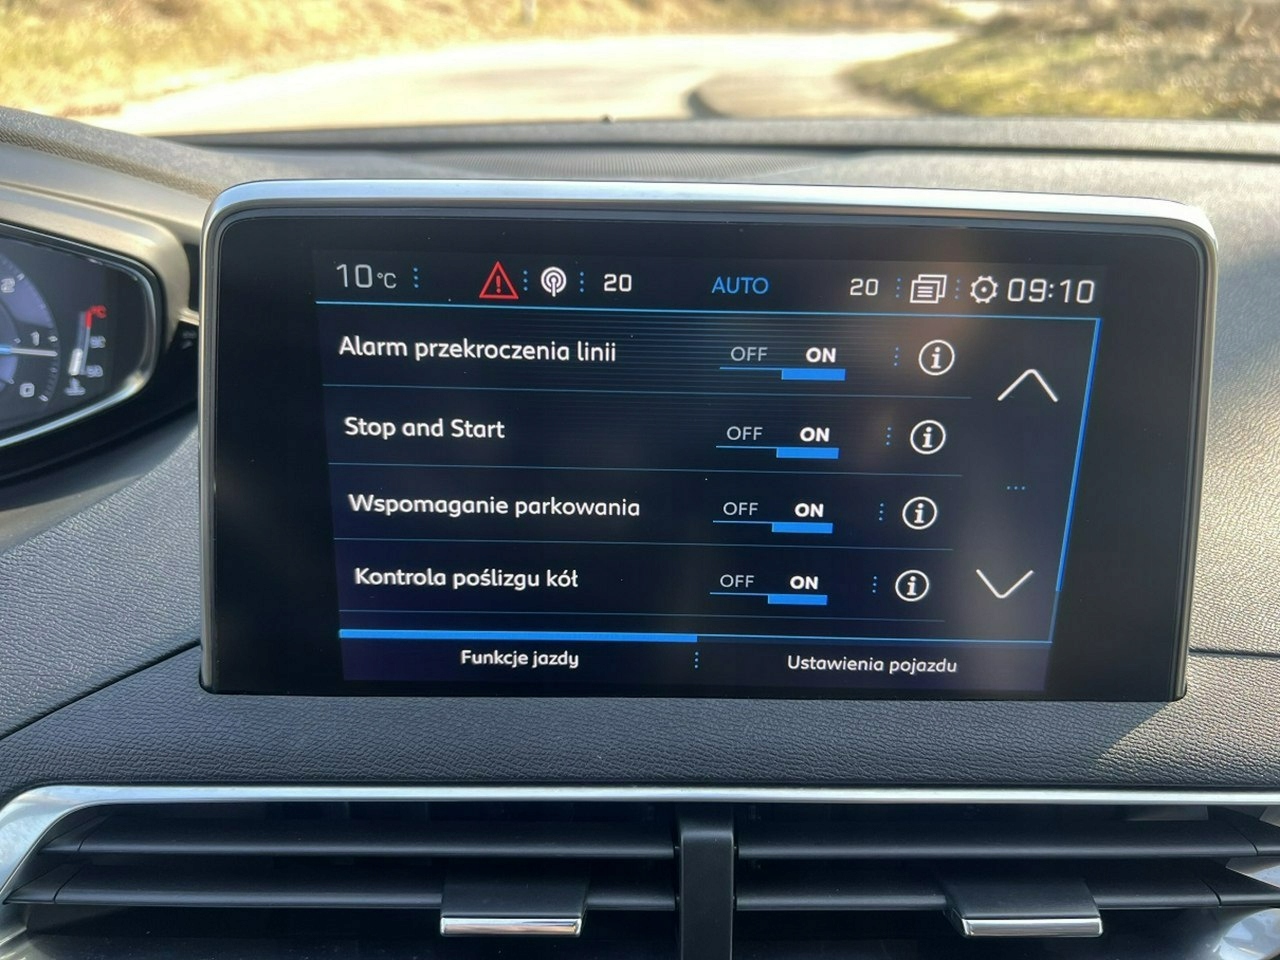 10°C 20 AUTO 20 09:10
Alarm przekroczenia linii OFF ON
Stop and Start OFF ON
Wspomaganie parkowania OFF ON
Kontrola poślizgu kół OFF ON
Funkcje jazdy Ustawienia pojazdu